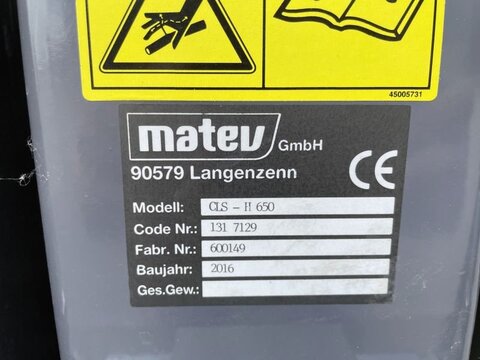 45005731
matev GmbH
90579 Langenzenn
CE
Modell: CLS - H 650
Code Nr.: 131 7129
Fabr. Nr.: 600149
Baujahr: 2016
Ges.Gew.: